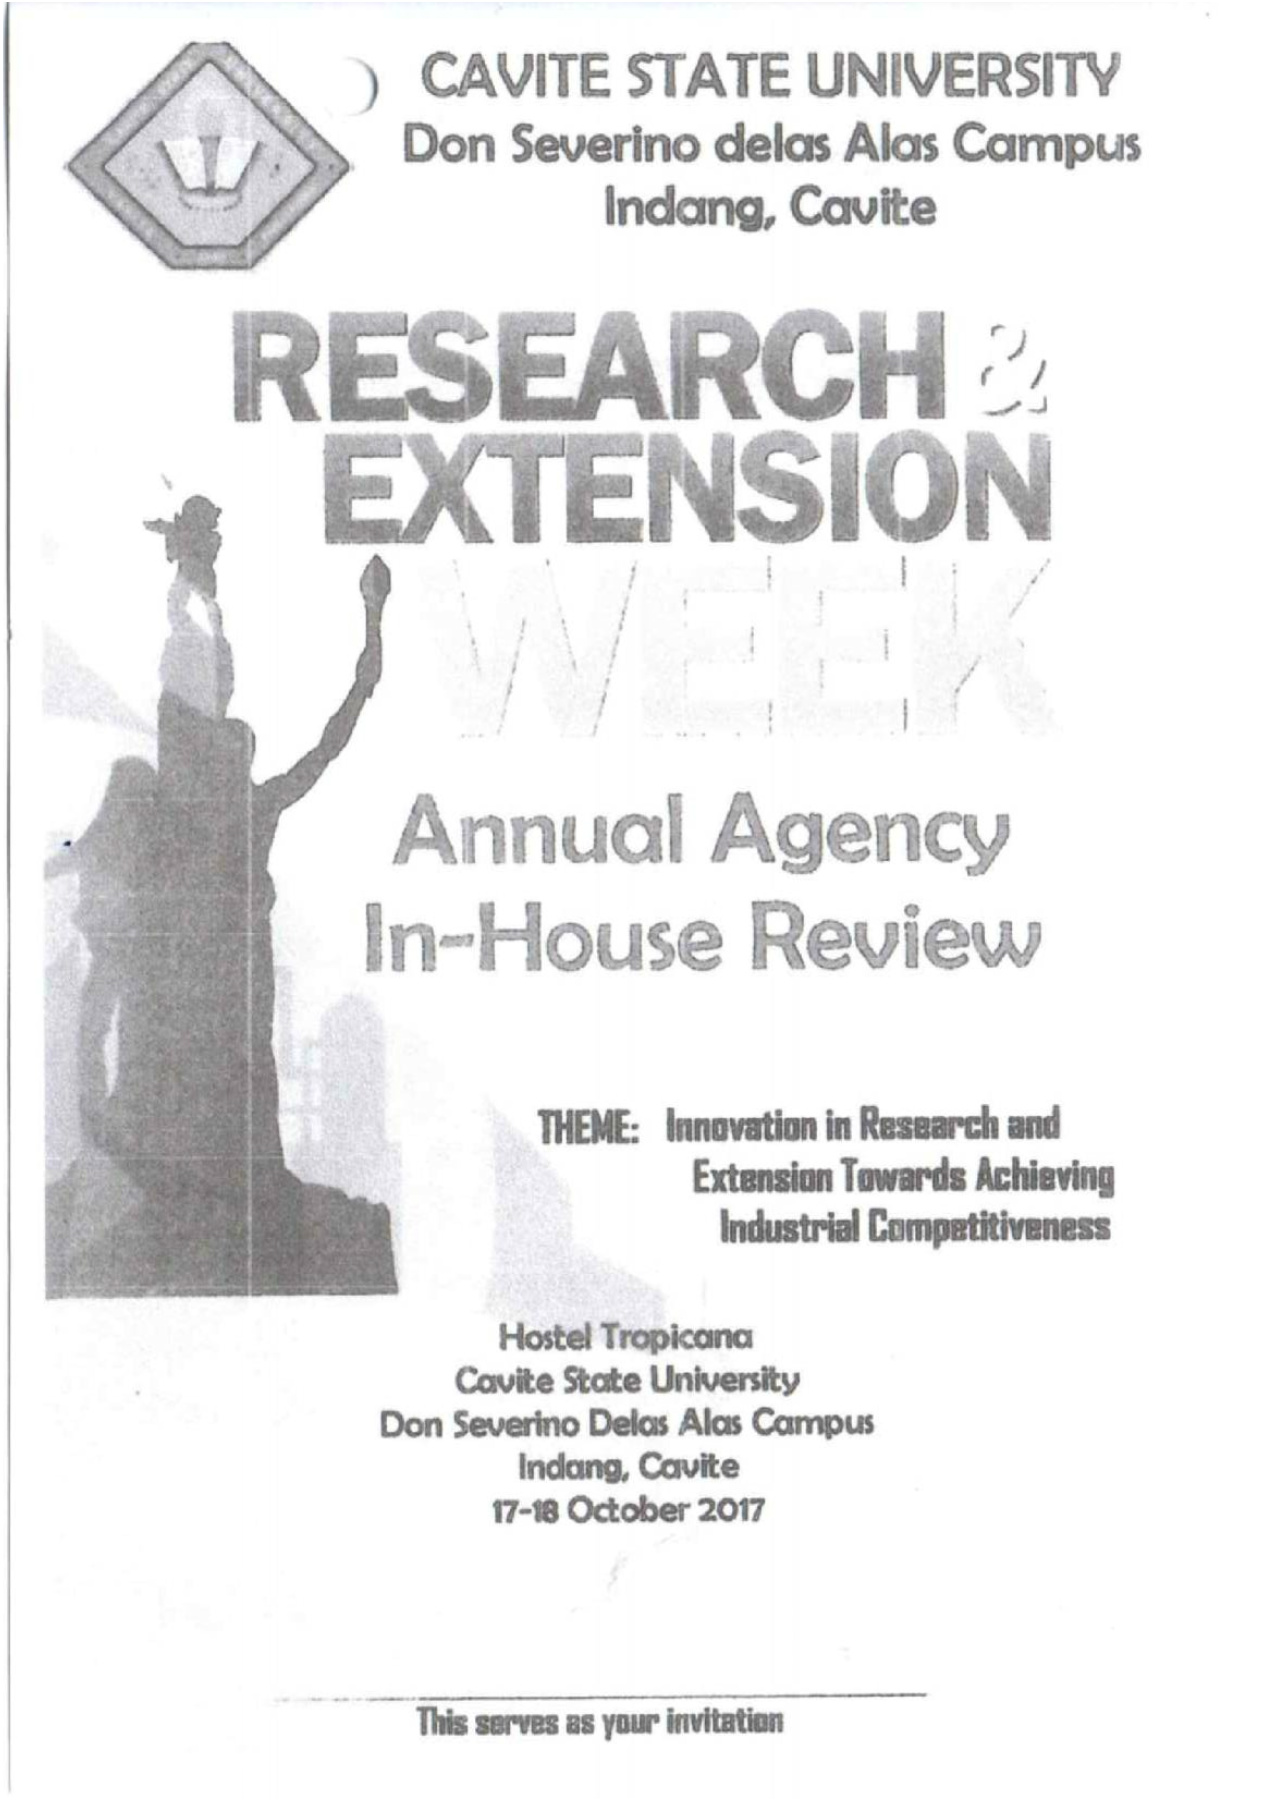 CAVITE STATE UNIVERSITY
Don Severino delas Alas Campus
Indang, Cavite
RESEARCH &
EXTENSION
WEEK
Annual Agency
In-House Review
THEME: Innovation in Research and
Extension Towards Achieving
Industrial Competitiveness
Hostel Tropicana
Cavite State University
Don Severino Delas Alas Campus
Indang, Cavite
17-18 October 2017
This serves as your invitation